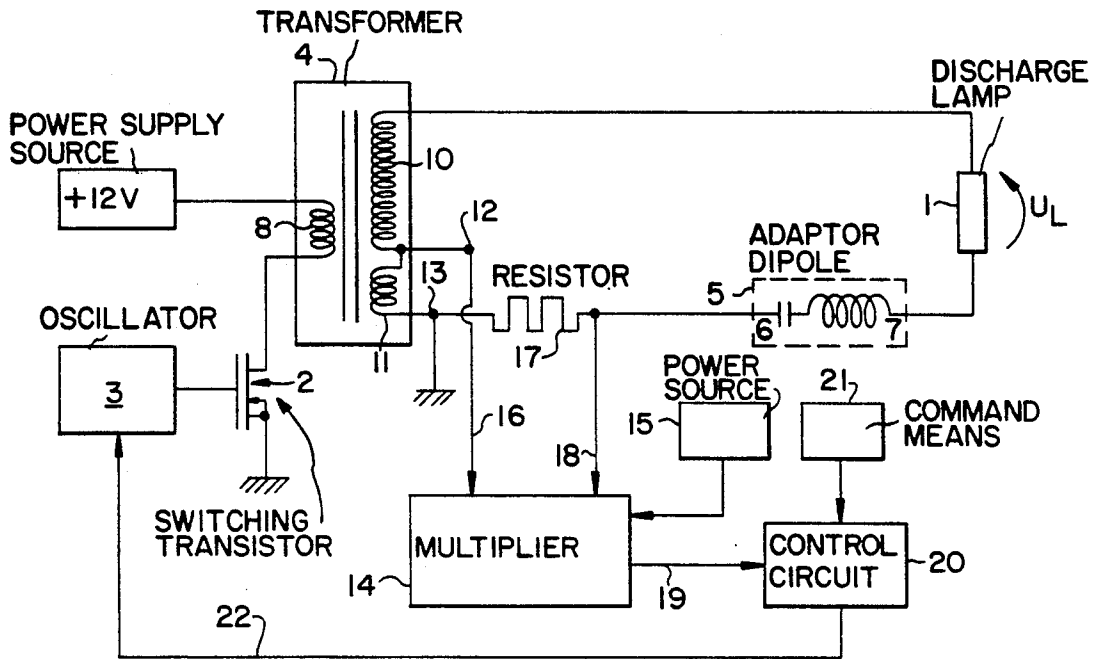 TRANSFORMER
4
DISCHARGE
LAMP
POWER SUPPLY
SOURCE
+12V
10
8
12
1
U_L
ADAPTOR
DIPOLE
13
RESISTOR
5
6
7
OSCILLATOR
3
2
11
17
POWER
SOURCE
21
15
COMMAND
MEANS
16
18
SWITCHING
TRANSISTOR
MULTIPLIER
14
19
CONTROL
CIRCUIT
20
22